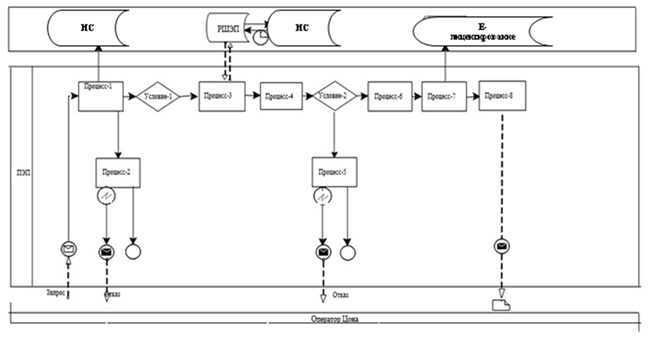 ИС
РШЭП
ИС
Е-
лицензирование
Процесс-1
Условие-1
Процесс-3
Процесс-4
Условие-2
Процесс-6
Процесс-7
Процесс-8
Процесс-2
Процесс-5
ПЭП
Запрос
Отказ
Отказ
Оператор Цона